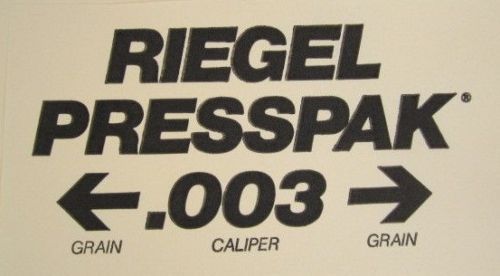 RIEGEL
PRESSPAK®
← .003 →
GRAIN CALIPER GRAIN